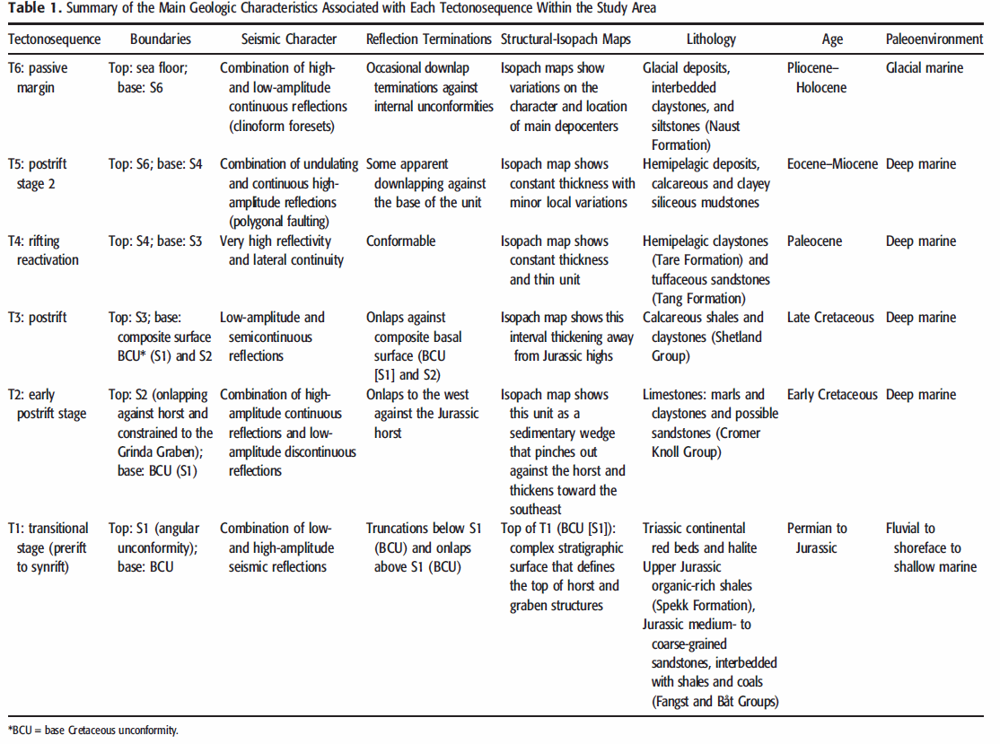 Table 1. Summary of the Main Geologic Characteristics Associated with Each Tectonosequence Within the Study Area
Tectonosequence Boundaries Seismic Character Reflection Terminations Structural-Isopach Maps Lithology Age Paleoenvironment
T6: passive
margin
Top: sea floor;
base: S6
Combination of high-
and low-amplitude
continuous reflections
(clinoform foresets)
Occasional downlap
terminations against
internal unconformities
Isopach maps show
variations on the
character and location
of main depocenters
Glacial deposits,
interbedded
claystones, and
siltstones (Naust
Formation)
Pliocene–
Holocene
Glacial marine
T5: postrift
stage 2
Top: S6; base: S4
Combination of undulating
and continuous high-
amplitude reflections
(polygonal faulting)
Some apparent
downlapping against
the base of the unit
Isopach map shows
constant thickness with
minor local variations
Hemipelagic deposits,
calcareous and clayey
siliceous mudstones
Eocene–Miocene
Deep marine
T4: rifting
reactivation
Top: S4; base: S3
Very high reflectivity
and lateral continuity
Conformable
Isopach map shows
constant thickness
and thin unit
Hemipelagic claystones
(Tare Formation) and
tuffaceous sandstones
(Tang Formation)
Paleocene
Deep marine
T3: postrift
Top: S3; base:
composite surface
BCU* (S1) and S2
Low-amplitude and
semicontinuous
reflections
Onlaps against
composite basal
surface (BCU
[S1] and S2)
Isopach map shows this
interval thickening away
from Jurassic highs
Calcareous shales and
claystones (Shetland
Group)
Late Cretaceous
Deep marine
T2: early
postrift stage
Top: S2 (onlapping
against horst and
constrained to the
Grinda Graben);
base: BCU (S1)
Combination of high-
amplitude continuous
reflections and low-
amplitude discontinuous
reflections
Onlaps to the west
against the Jurassic
horst
Isopach map shows
this unit as a
sedimentary wedge
that pinches out
against the horst and
thickens toward the
southeast
Limestones: marls and
claystones and possible
sandstones (Cromer
Knoll Group)
Early Cretaceous
Deep marine
T1: transitional
stage (prerift
to synrift)
Top: S1 (angular
unconformity);
base: BCU
Combination of low-
and high-amplitude
seismic reflections
Truncations below S1
(BCU) and onlaps
above S1 (BCU)
Top of T1 (BCU [S1]):
complex stratigraphic
surface that defines
the top of horst and
graben structures
Triassic continental
red beds and halite
Upper Jurassic
organic-rich shales
(Spekk Formation),
Jurassic medium- to
coarse-grained
sandstones, interbedded
with shales and coals
(Fangst and Båt Groups)
Permian to
Jurassic
Fluvial to
shoreface to
shallow marine
*BCU = base Cretaceous unconformity.